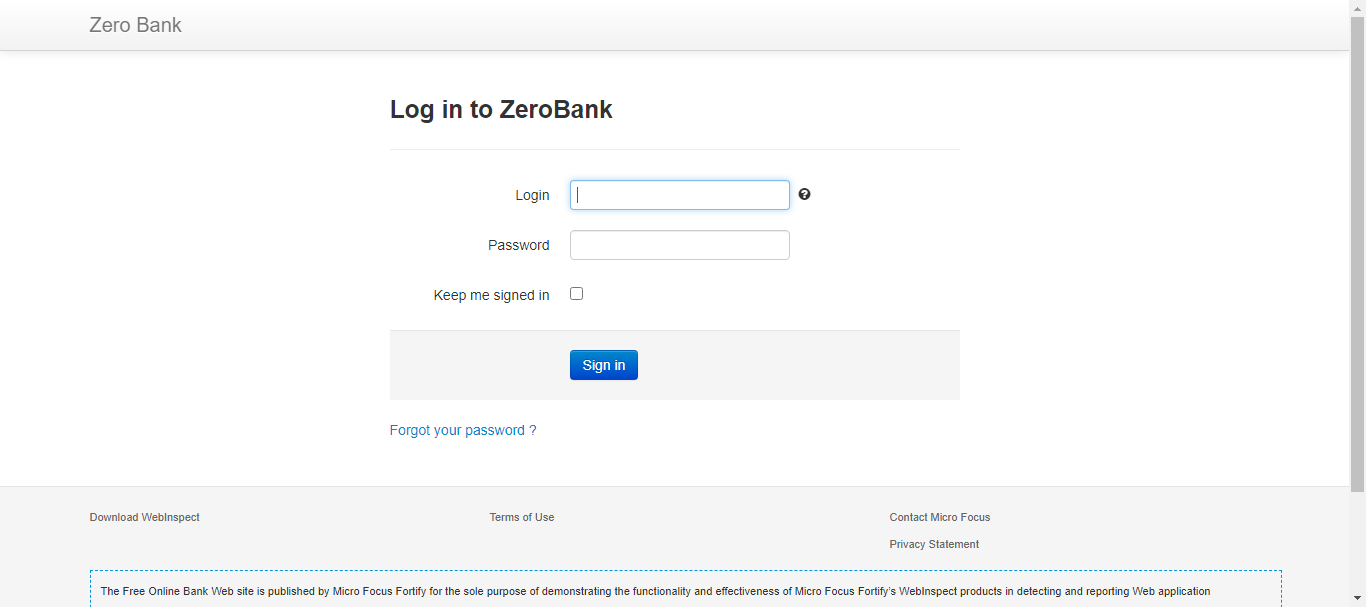 Zero Bank
Log in to ZeroBank
Login
Password
Keep me signed in
Sign in
Forgot your password ?
Download WebInspect
Terms of Use
Contact Micro Focus
Privacy Statement
The Free Online Bank Web site is published by Micro Focus Fortify for the sole purpose of demonstrating the functionality and effectiveness of Micro Focus Fortify's WebInspect products in detecting and reporting Web application